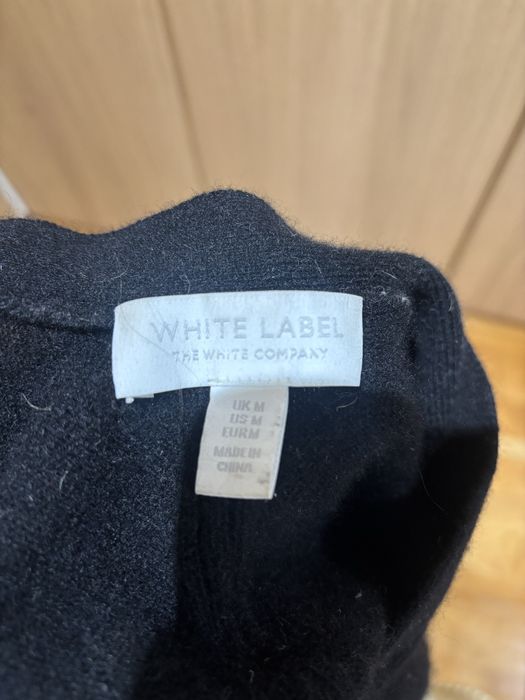 WHITE LABEL
THE WHITE COMPANY
UK M
US M
EUR M
MADE IN
CHINA